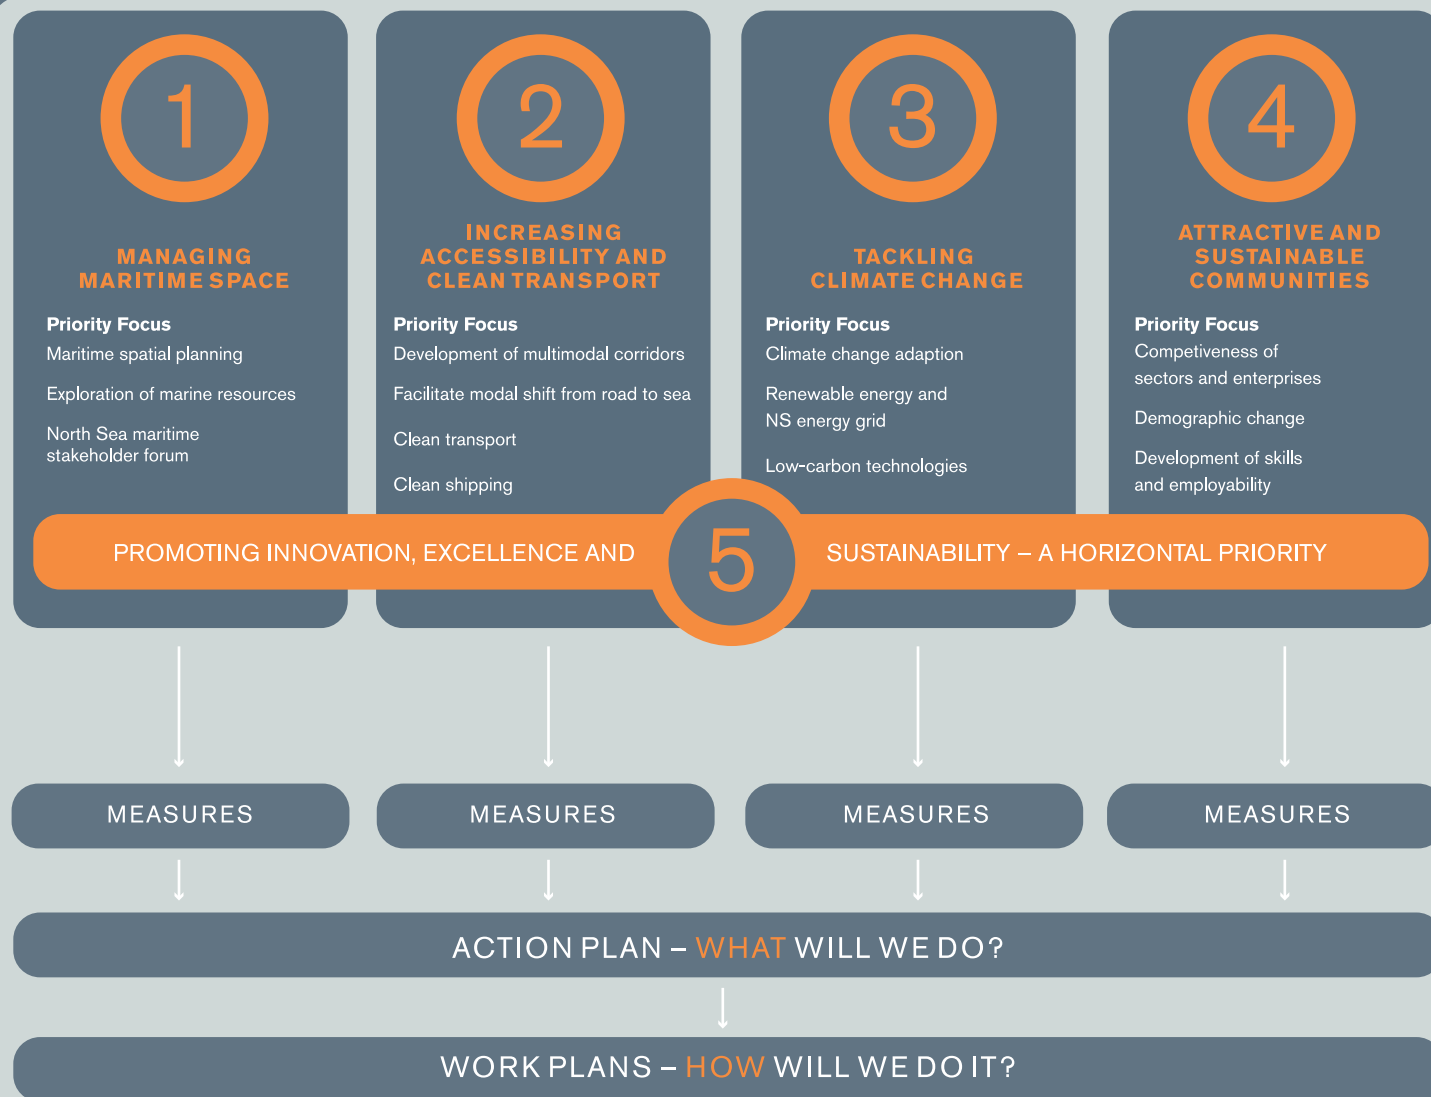 1
MANAGING
MARITIME SPACE
Priority Focus
Maritime spatial planning
Exploration of marine resources
North Sea maritime
stakeholder forum
2
INCREASING
ACCESSIBILITY AND
CLEAN TRANSPORT
Priority Focus
Development of multimodal corridors
Facilitate modal shift from road to sea
Clean transport
Clean shipping
3
TACKLING
CLIMATE CHANGE
Priority Focus
Climate change adaption
Renewable energy and
NS energy grid
Low-carbon technologies
4
ATTRACTIVE AND
SUSTAINABLE
COMMUNITIES
Priority Focus
Competiveness of
sectors and enterprises
Demographic change
Development of skills
and employability
PROMOTING INNOVATION, EXCELLENCE AND 5 SUSTAINABILITY – A HORIZONTAL PRIORITY
MEASURES
MEASURES
MEASURES
MEASURES
ACTION PLAN – WHAT WILL WE DO?
WORK PLANS – HOW WILL WE DO IT?